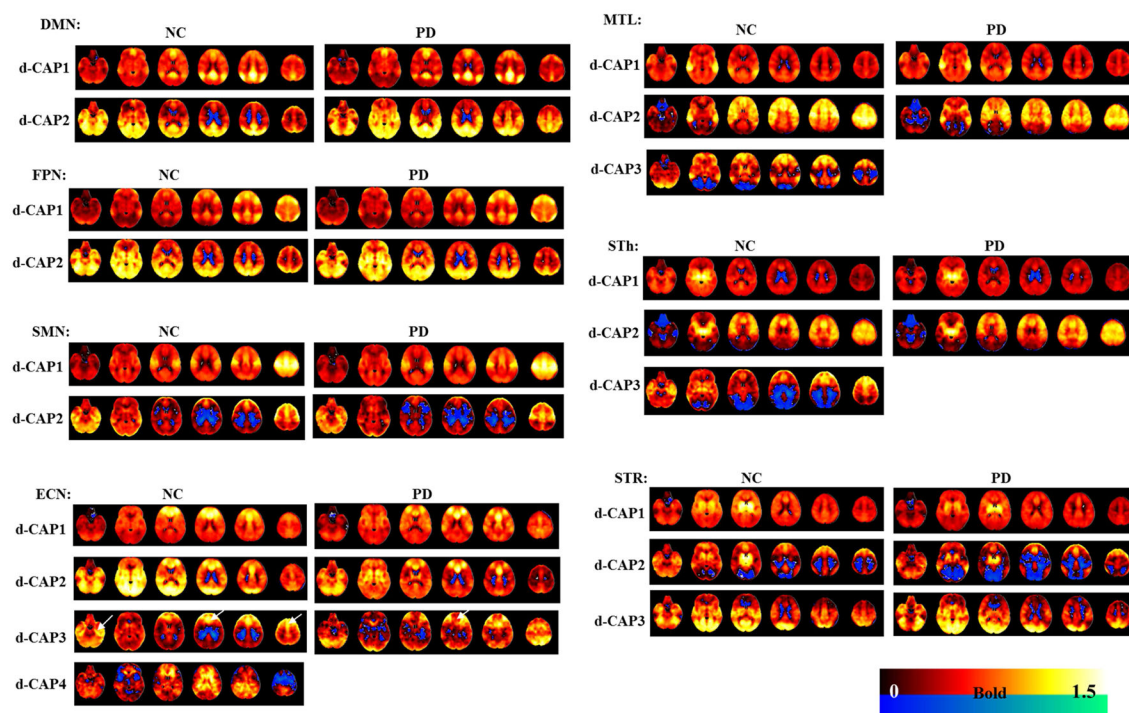 DMN:
NC PD
d-CAP1
d-CAP2
FPN:
NC PD
d-CAP1
d-CAP2
SMN:
NC PD
d-CAP1
d-CAP2
ECN:
NC PD
d-CAP1
d-CAP2
d-CAP3
d-CAP4
MTL:
NC PD
d-CAP1
d-CAP2
d-CAP3
STh:
NC PD
d-CAP1
d-CAP2
d-CAP3
STR:
NC PD
d-CAP1
d-CAP2
d-CAP3
0 Bold 1.5